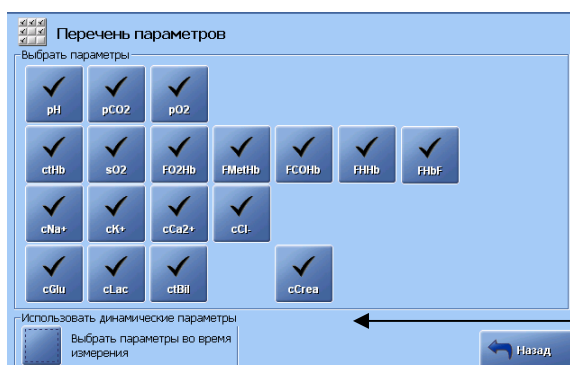 Перечень параметров
Выбрать параметры
pH pCO2 pO2
ctHb sO2 FO2Hb FMetHb FCOHb FHHb FHbF
cNa+ cK+ cCa2+ cCl-
cGlu cLac ctBil cCrea
Использовать динамические параметры
Выбрать параметры во время
измерения
Назад